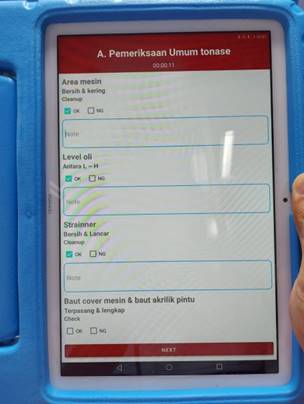 A. Pemeriksaan Umum tonase
00:00:11
Area mesin
Bersih & kering
Cleanup
OK NG
Note
Level oli
Antara L – H
OK NG
Note
Strainner
Bersih & Lancar
Cleanup
OK NG
Note
Baut cover mesin & baut akrilik pintu
Terpasang & lengkap
Check
OK NG
NEXT